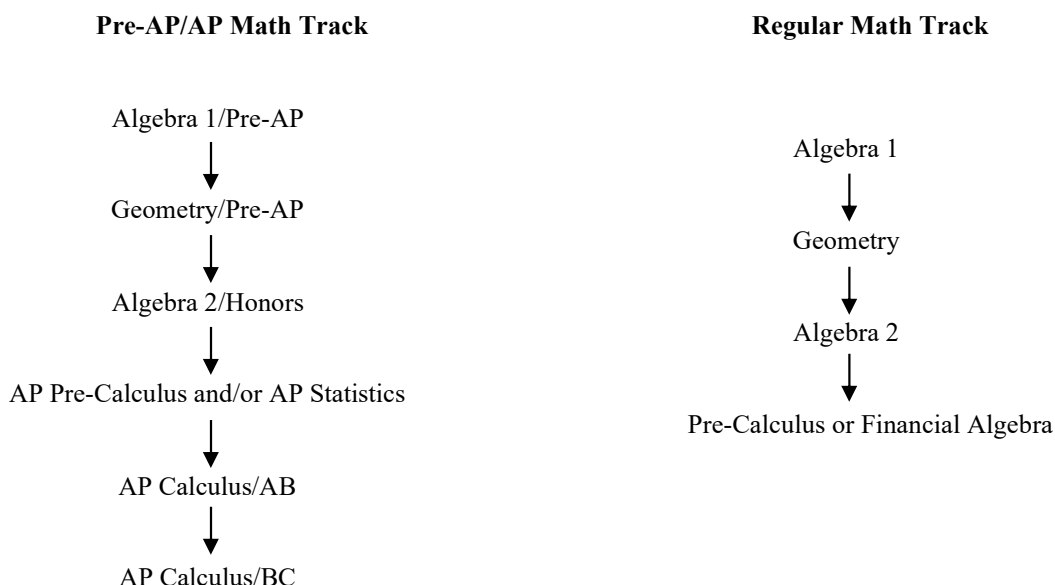 Pre-AP/AP Math Track
Algebra 1/Pre-AP
Geometry/Pre-AP
Algebra 2/Honors
AP Pre-Calculus and/or AP Statistics
AP Calculus/AB
AP Calculus/BC
Regular Math Track
Algebra 1
Geometry
Algebra 2
Pre-Calculus or Financial Algebra